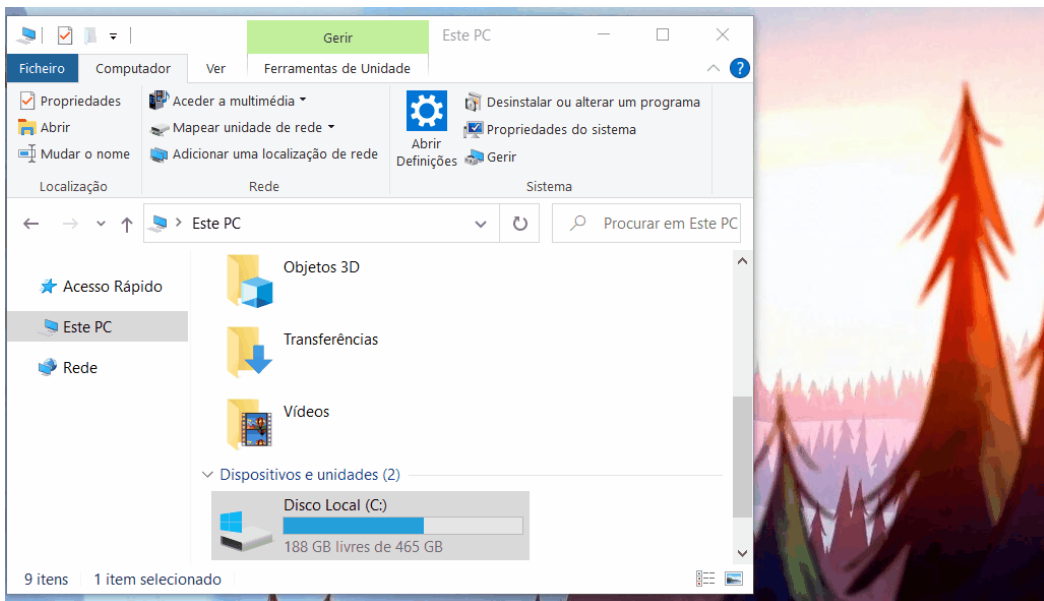 Gerir
Este PC
Ficheiro
Computador
Ver
Ferramentas de Unidade
?
Propriedades
Abrir
Mudar o nome
Localização
Aceder a multimédia
Mapear unidade de rede
Adicionar uma localização de rede
Rede
Abrir
Definições
Desinstalar ou alterar um programa
Propriedades do sistema
Gerir
Sistema
Este PC
Procurar em Este PC
Acesso Rápido
Este PC
Rede
Objetos 3D
Transferências
Vídeos
Dispositivos e unidades (2)
Disco Local (C:)
188 GB livres de 465 GB
9 itens
1 item selecionado